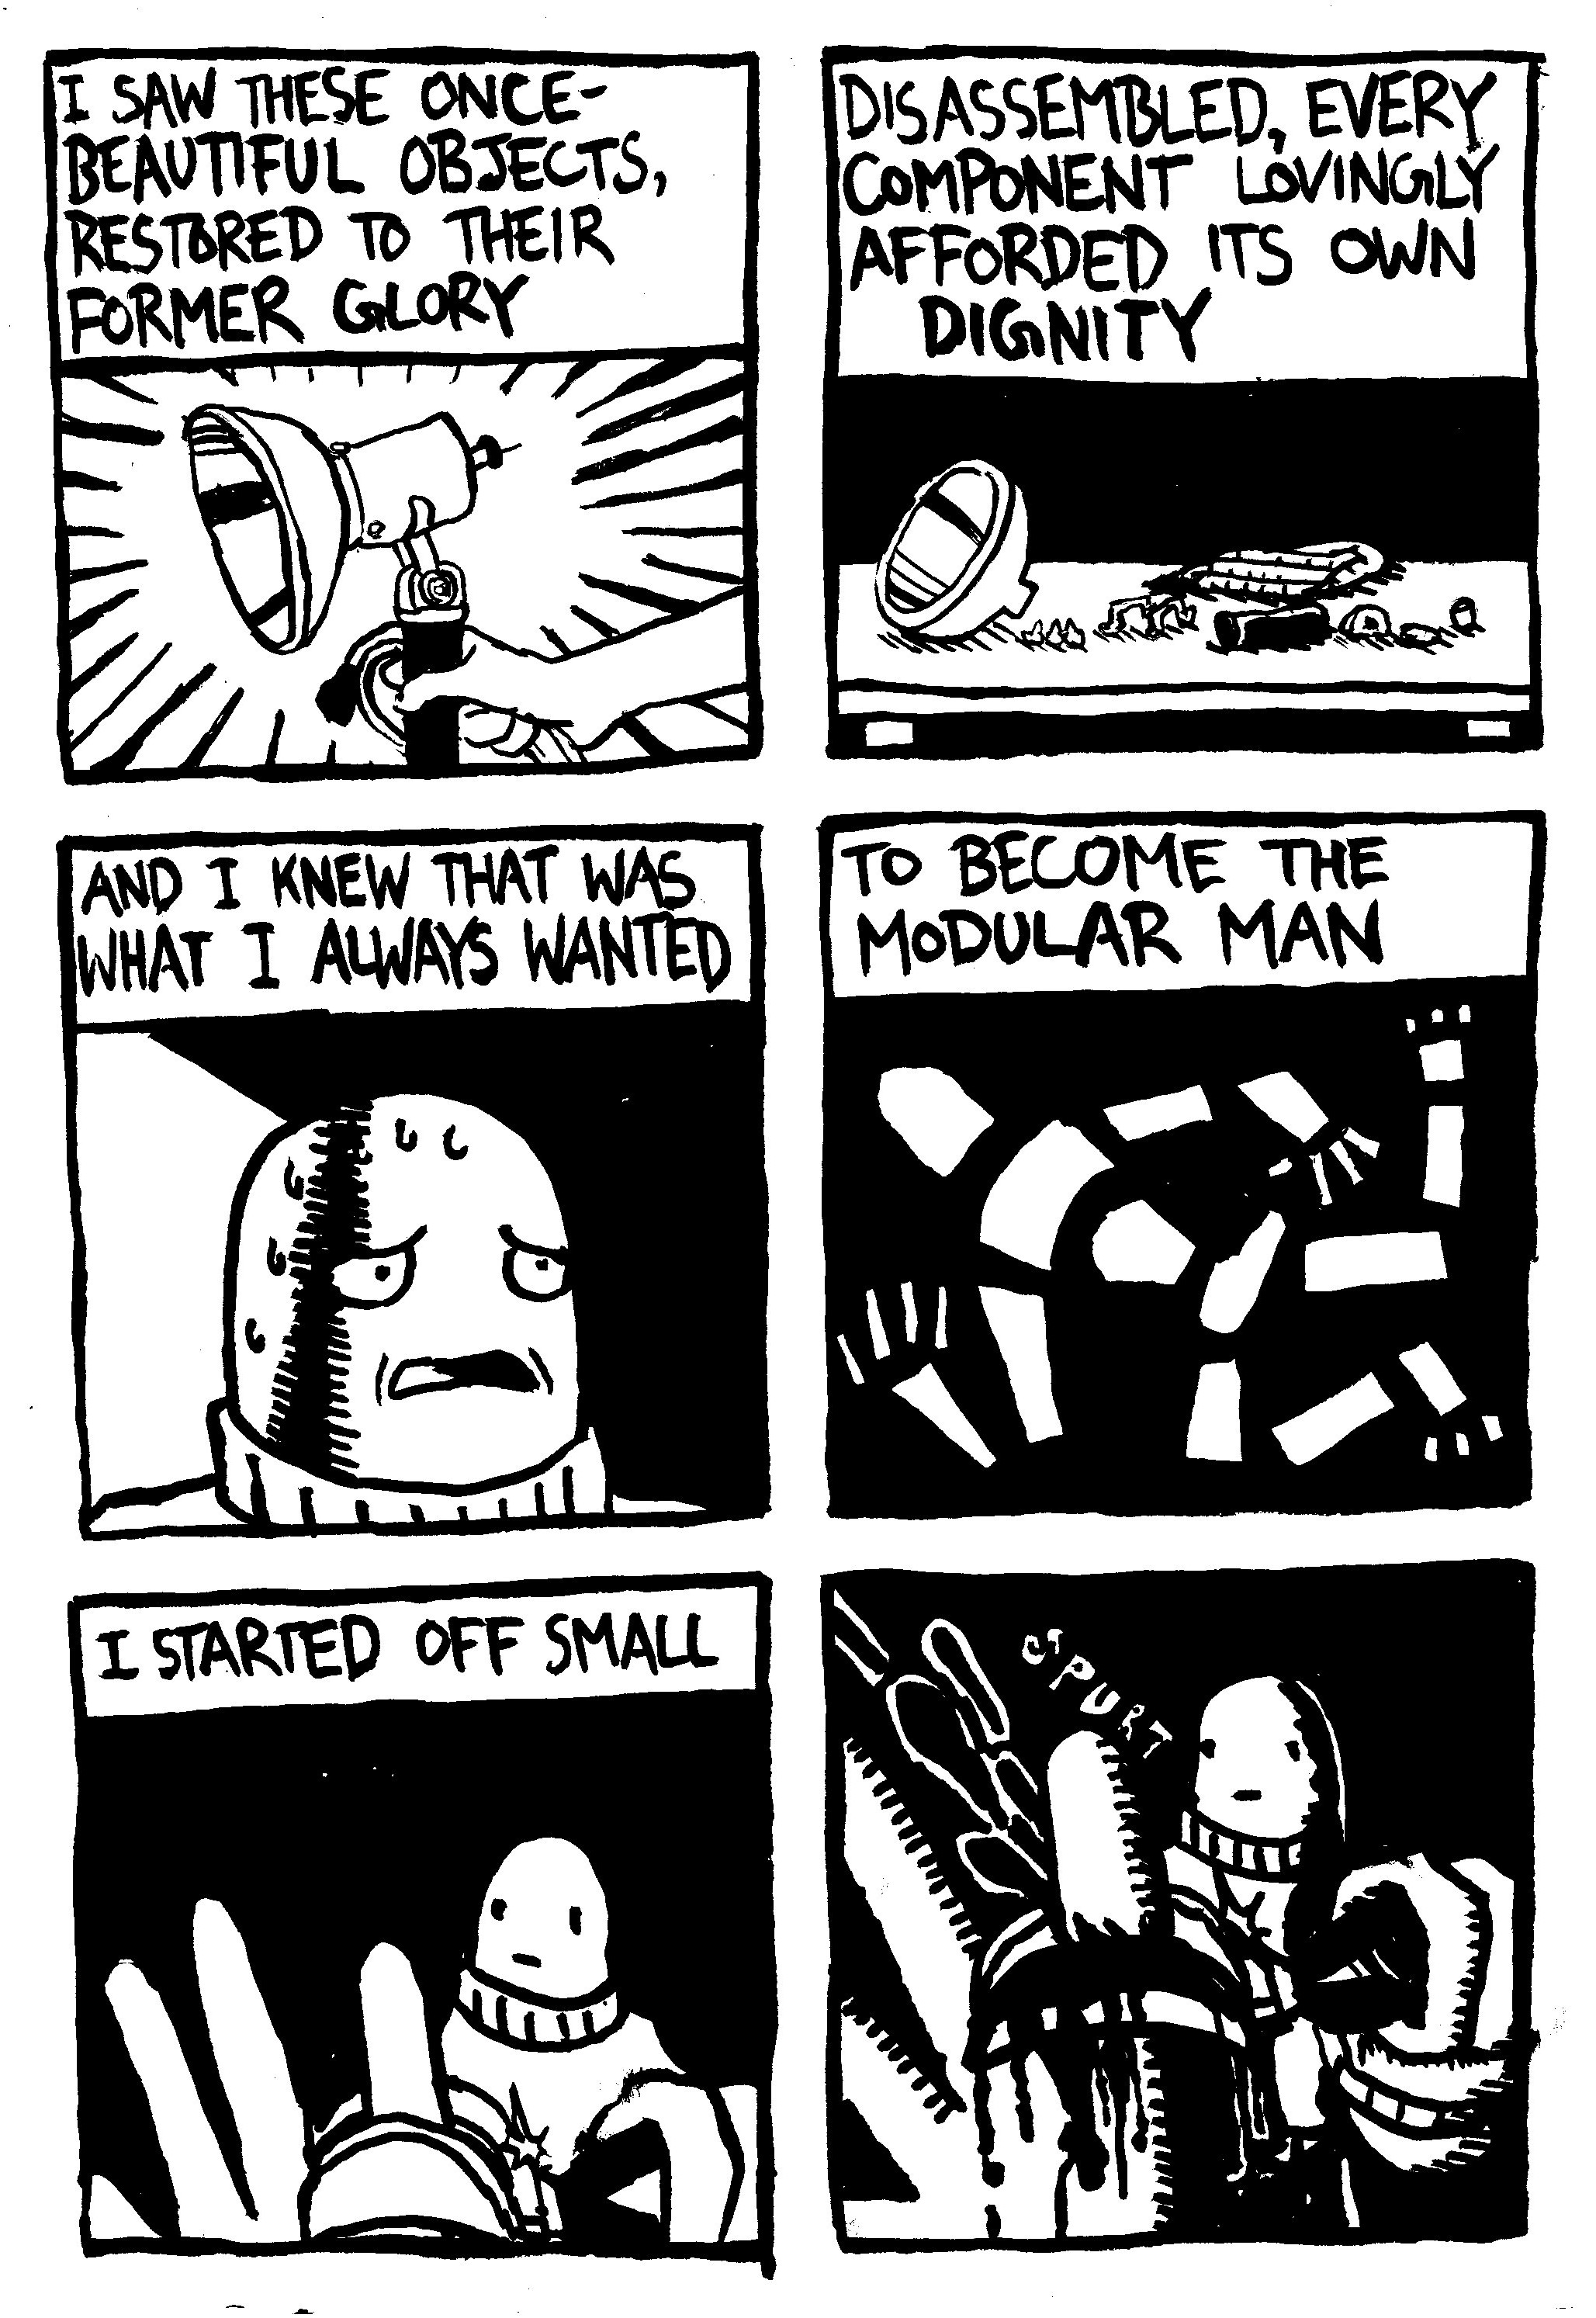 I SAW THESE ONCE-
BEAUTIFUL OBJECTS,
RESTORED TO THEIR
FORMER GLORY
DISASSEMBLED, EVERY
COMPONENT LOVINGLY
AFFORDED ITS OWN
DIGNITY
AND I KNEW THAT WAS
WHAT I ALWAYS WANTED
TO BECOME THE
MODULAR MAN
I STARTED OFF SMALL
SPURT